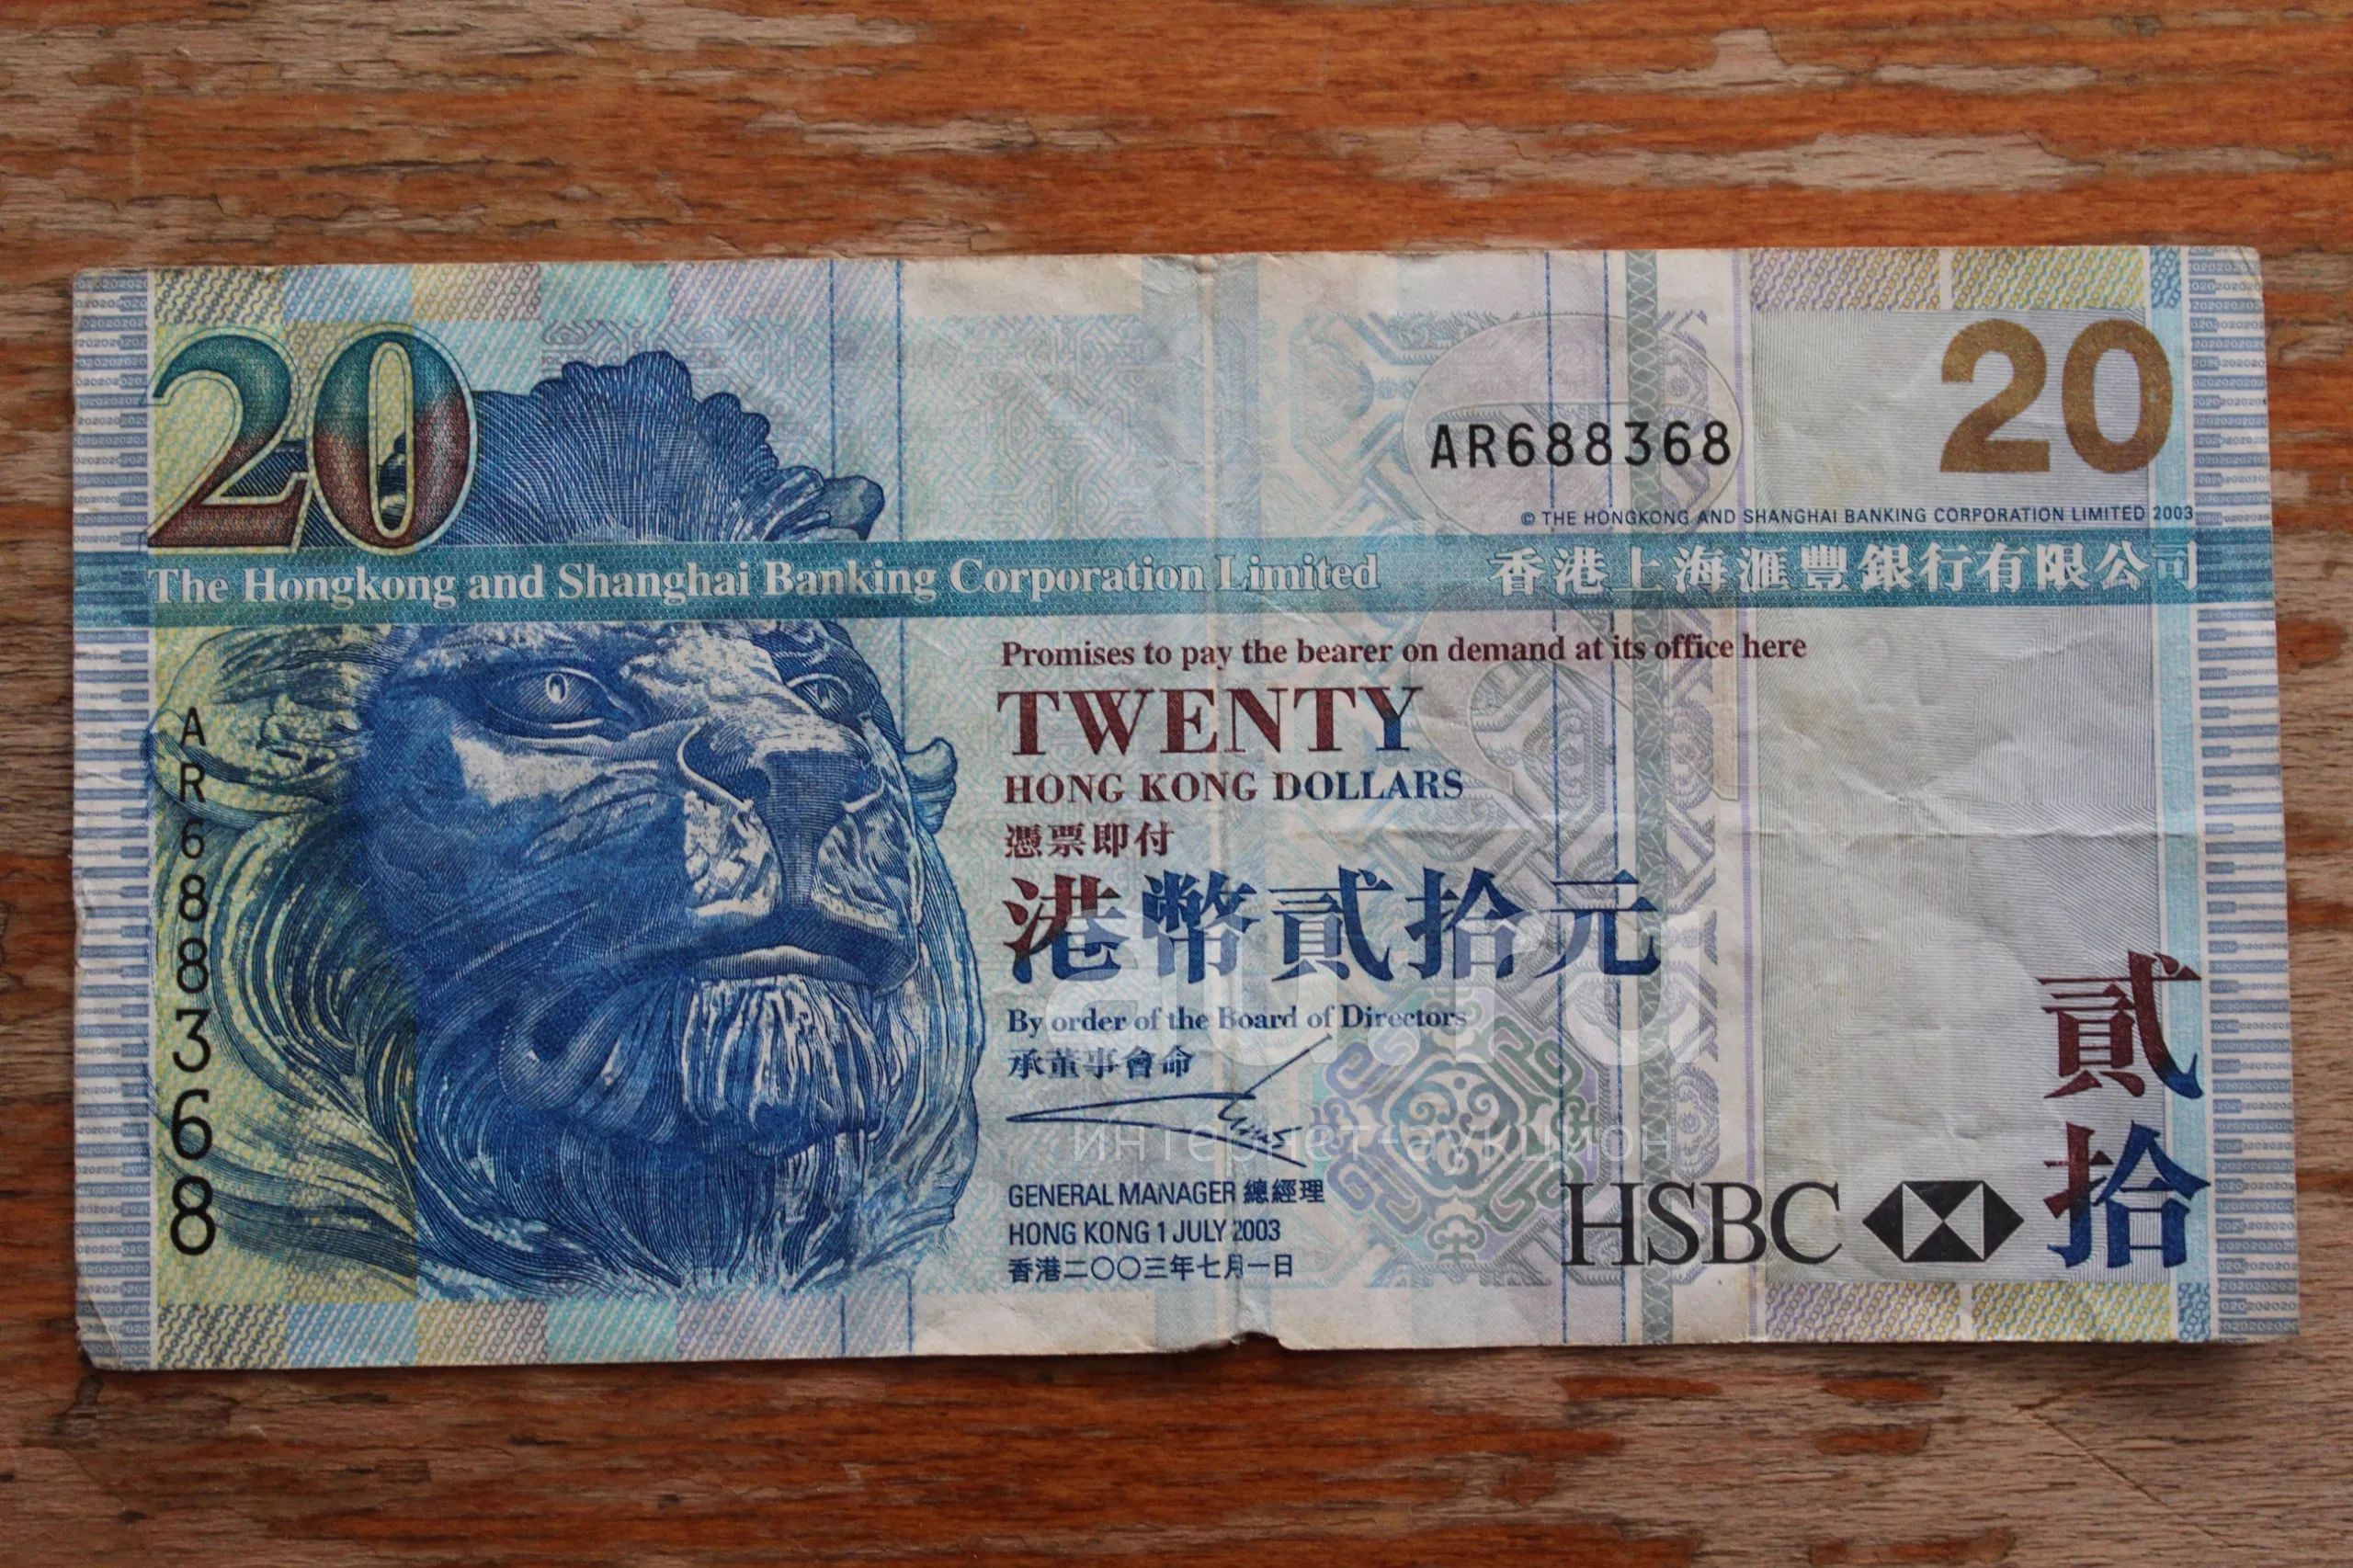 20
20
AR688368
© THE HONGKONG AND SHANGHAI BANKING CORPORATION LIMITED 2003
The Hongkong and Shanghai Banking Corporation Limited 香港上海滙豐銀行有限公司
Promises to pay the bearer on demand at its office here
TWENTY
HONG KONG DOLLARS
憑票即付
港幣貳拾元
By order of the Board of Directors
承董事會命
GENERAL MANAGER 總經理
HONG KONG 1 JULY 2003
香港二〇〇三年七月一日
AR688368
HSBC
貳拾
au.ru
интернет-аукцион